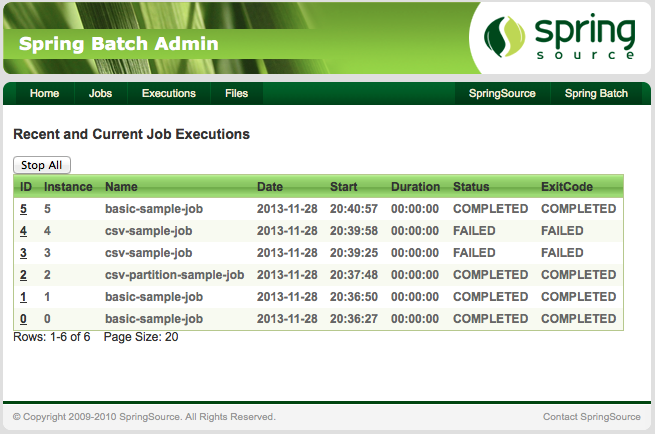 Spring Batch Admin
spring
source
Home Jobs Executions Files SpringSource Spring Batch
Recent and Current Job Executions
Stop All
ID Instance Name Date Start Duration Status ExitCode
5 5 basic-sample-job 2013-11-28 20:40:57 00:00:00 COMPLETED COMPLETED
4 4 csv-sample-job 2013-11-28 20:39:58 00:00:00 FAILED FAILED
3 3 csv-sample-job 2013-11-28 20:39:25 00:00:00 FAILED FAILED
2 2 csv-partition-sample-job 2013-11-28 20:37:48 00:00:00 COMPLETED COMPLETED
1 1 basic-sample-job 2013-11-28 20:36:50 00:00:00 COMPLETED COMPLETED
0 0 basic-sample-job 2013-11-28 20:36:27 00:00:00 COMPLETED COMPLETED
Rows: 1-6 of 6 Page Size: 20
© Copyright 2009-2010 SpringSource. All Rights Reserved. Contact SpringSource